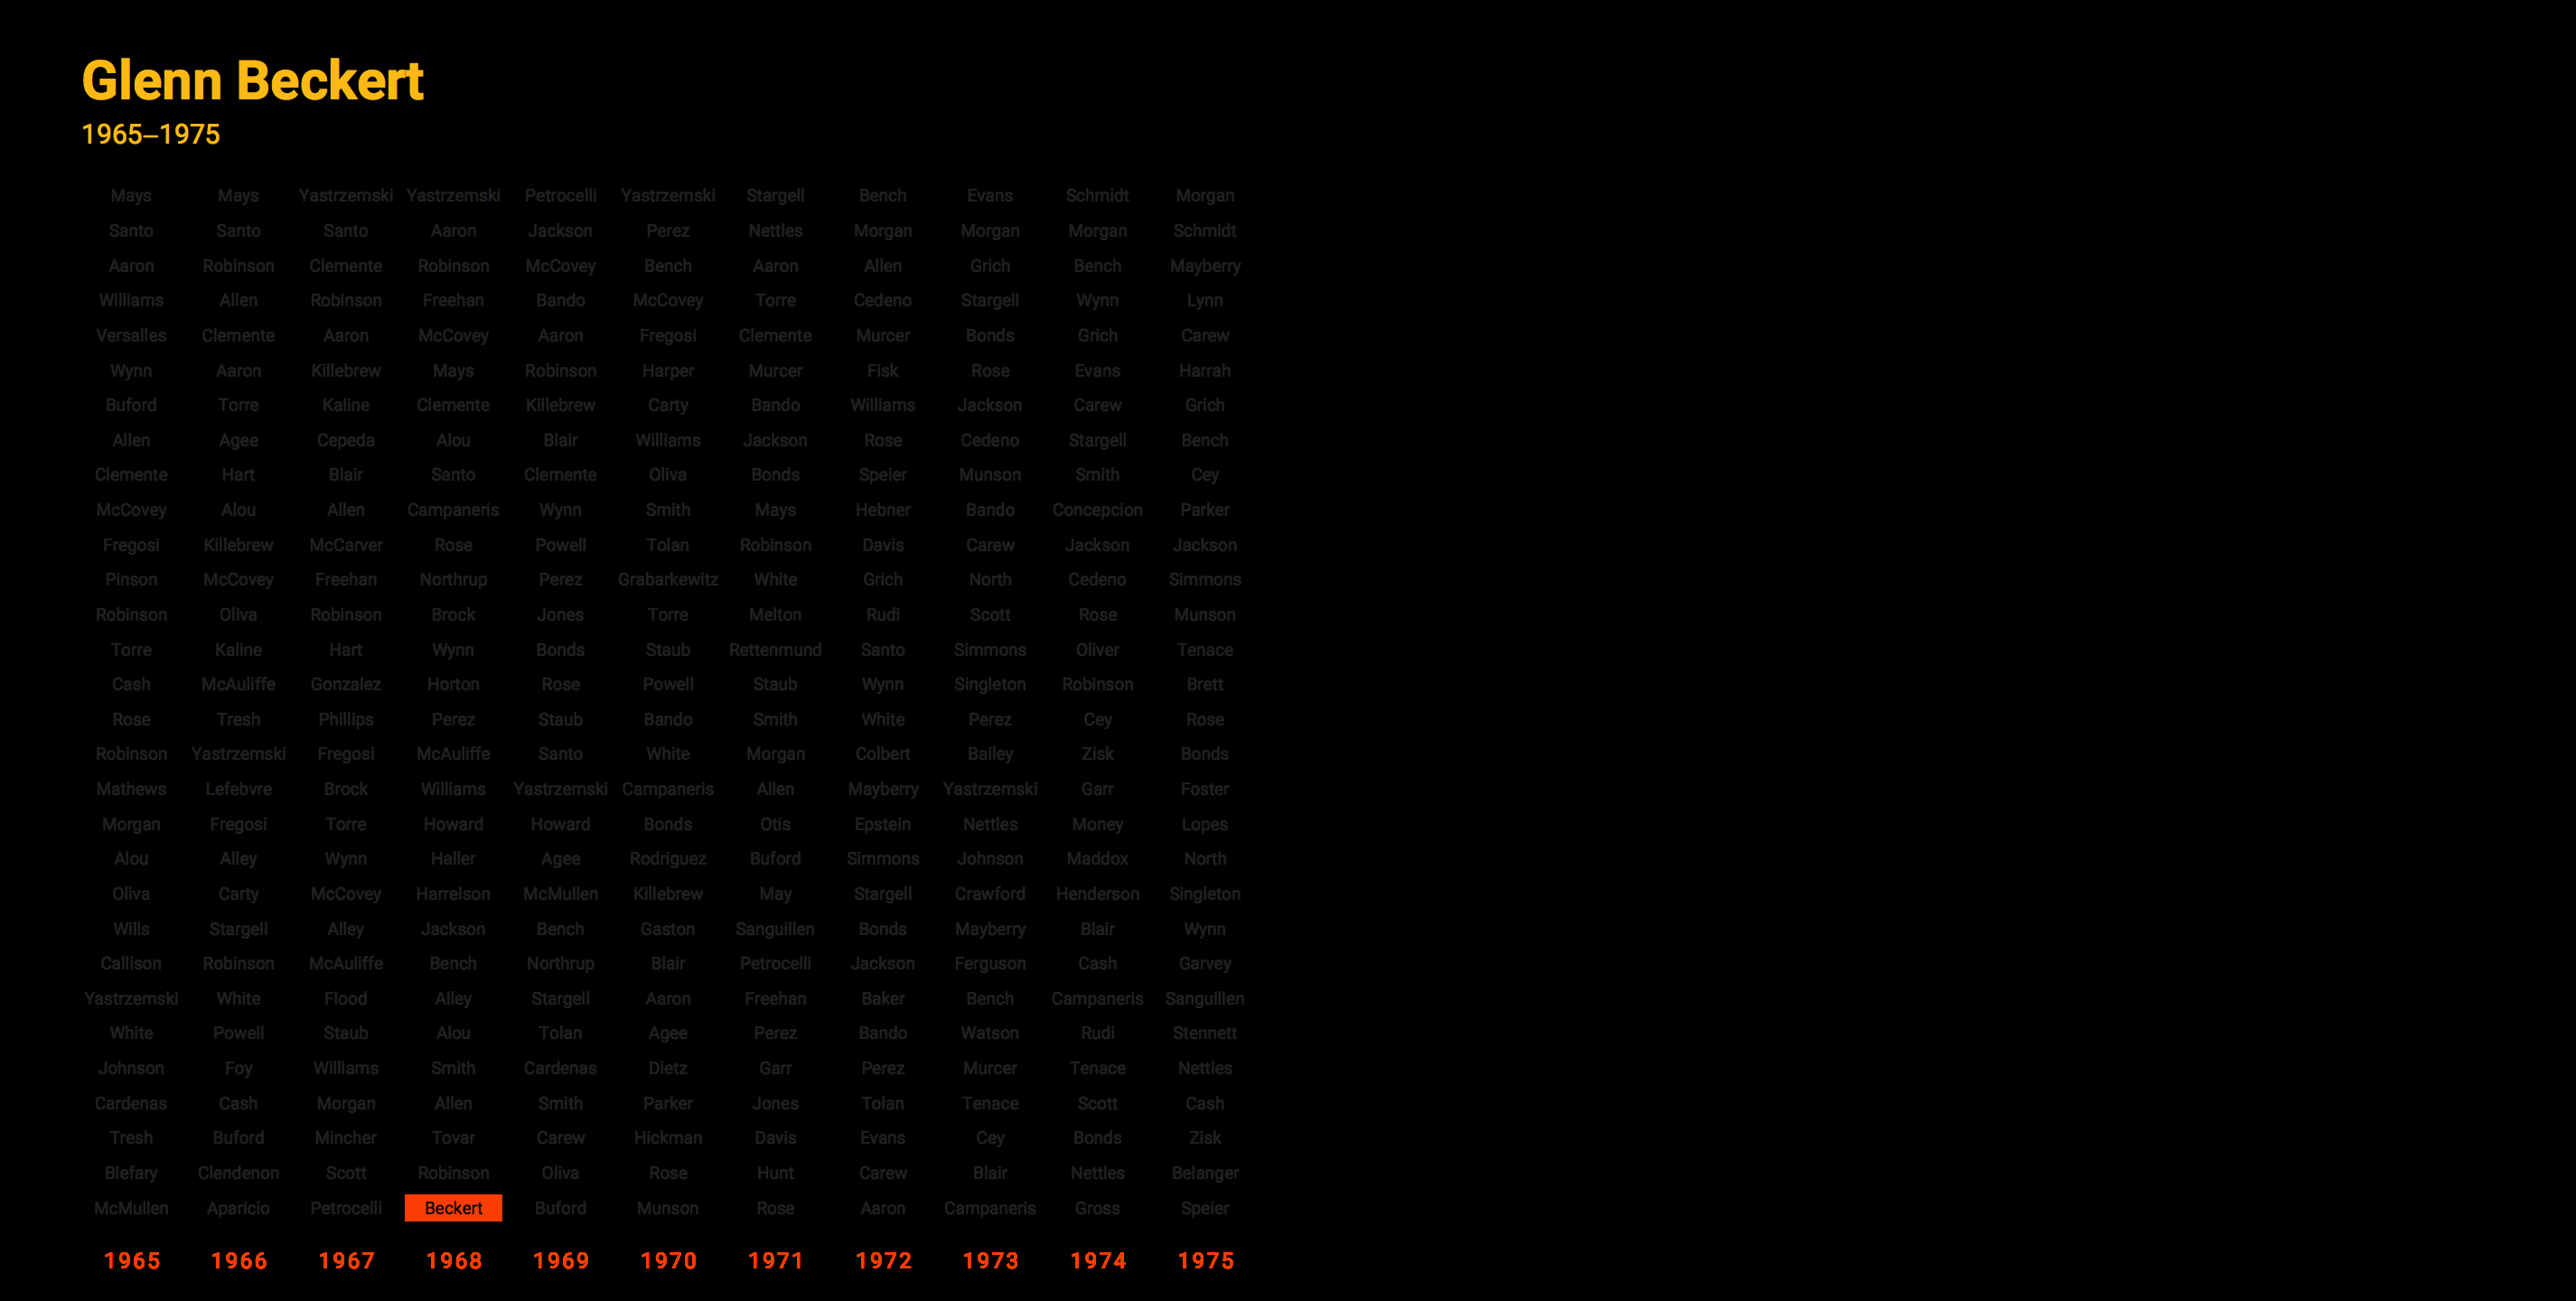 Glenn Beckert
1965–1975
Mays Mays Yastrzemski Yastrzemski Petrocelli Yastrzemski Stargell Bench Evans Schmidt Morgan
Santo Santo Santo Aaron Jackson Perez Nettles Morgan Morgan Morgan Schmidt
Aaron Robinson Clemente Robinson McCovey Bench Aaron Allen Grich Bench Mayberry
Williams Allen Robinson Freehan Bando McCovey Torre Cedeno Stargell Wynn Lynn
Versalles Clemente Aaron McCovey Aaron Fregosi Clemente Murcer Bonds Grich Carew
Wynn Aaron Killebrew Mays Robinson Harper Murcer Fisk Rose Evans Harrah
Buford Torre Kaline Clemente Killebrew Carty Bando Williams Jackson Carew Grich
Allen Agee Cepeda Alou Blair Williams Jackson Rose Cedeno Stargell Bench
Clemente Hart Blair Santo Clemente Oliva Bonds Speier Munson Smith Cey
McCovey Alou Allen Campaneris Wynn Smith Mays Hebner Bando Concepcion Parker
Fregosi Killebrew McCarver Rose Powell Tolan Robinson Davis Carew Jackson Jackson
Pinson McCovey Freehan Northrup Perez Grabarkewitz White Grich North Cedeno Simmons
Robinson Oliva Robinson Brock Jones Torre Melton Rudi Scott Rose Munson
Torre Kaline Hart Wynn Bonds Staub Rettenmund Santo Simmons Oliver Tenace
Cash McAuliffe Gonzalez Horton Rose Powell Staub Wynn Singleton Robinson Brett
Rose Tresh Phillips Perez Staub Bando Smith White Perez Cey Rose
Robinson Yastrzemski Fregosi McAuliffe Santo White Morgan Colbert Bailey Zisk Bonds
Mathews Lefebvre Brock Williams Yastrzemski Campaneris Allen Mayberry Yastrzemski Garr Foster
Morgan Fregosi Torre Howard Howard Bonds Otis Epstein Nettles Money Lopes
Alou Alley Wynn Haller Agee Rodriguez Buford Simmons Johnson Maddox North
Oliva Carty McCovey Harrelson McMullen Killebrew May Stargell Crawford Henderson Singleton
Wills Stargell Alley Jackson Bench Gaston Sanguillen Bonds Mayberry Blair Wynn
Callison Robinson McAuliffe Bench Northrup Blair Petrocelli Jackson Ferguson Cash Garvey
Yastrzemski White Flood Alley Stargell Aaron Freehan Baker Bench Campaneris Sanguillen
White Powell Staub Alou Tolan Agee Perez Bando Watson Rudi Stennett
Johnson Foy Williams Smith Cardenas Dietz Garr Perez Murcer Tenace Nettles
Cardenas Cash Morgan Allen Smith Parker Jones Tolan Tenace Scott Cash
Tresh Buford Mincher Tovar Carew Hickman Davis Evans Cey Bonds Zisk
Blefary Clendenon Scott Robinson Oliva Rose Hunt Carew Blair Nettles Belanger
McMullen Aparicio Petrocelli Beckert Buford Munson Rose Aaron Campaneris Gross Speier
1965 1966 1967 1968 1969 1970 1971 1972 1973 1974 1975